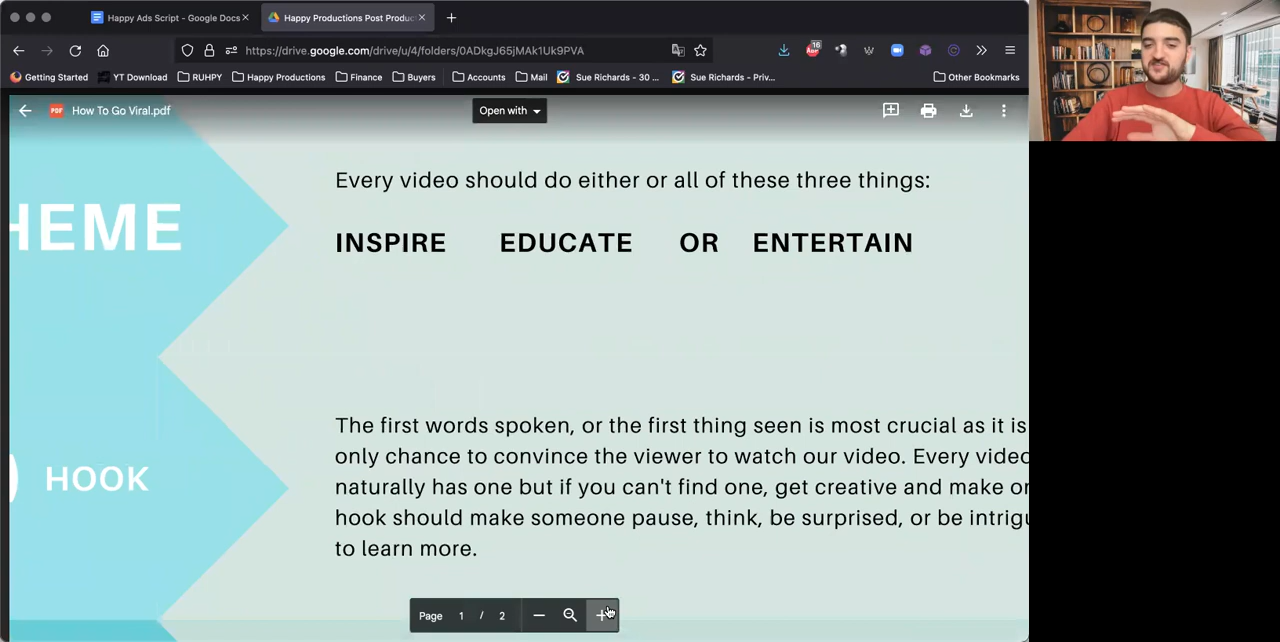 Happy Ads Script - Google Docs
Happy Productions Post Produc
https://drive.google.com/drive/u/4/folders/0ADkgJ65jMAk1Uk9PVA
16
Getting Started YT Download RUHPY Happy Productions Finance Buyers Accounts Mail Sue Richards - 30 ... Sue Richards - Priv... Other Bookmarks
PDF How To Go Viral.pdf Open with
Every video should do either or all of these three things:
HEME
INSPIRE EDUCATE OR ENTERTAIN
The first words spoken, or the first thing seen is most crucial as it is
only chance to convince the viewer to watch our video. Every video
HOOK
naturally has one but if you can't find one, get creative and make or
hook should make someone pause, think, be surprised, or be intrigu
to learn more.
Page 1 / 2